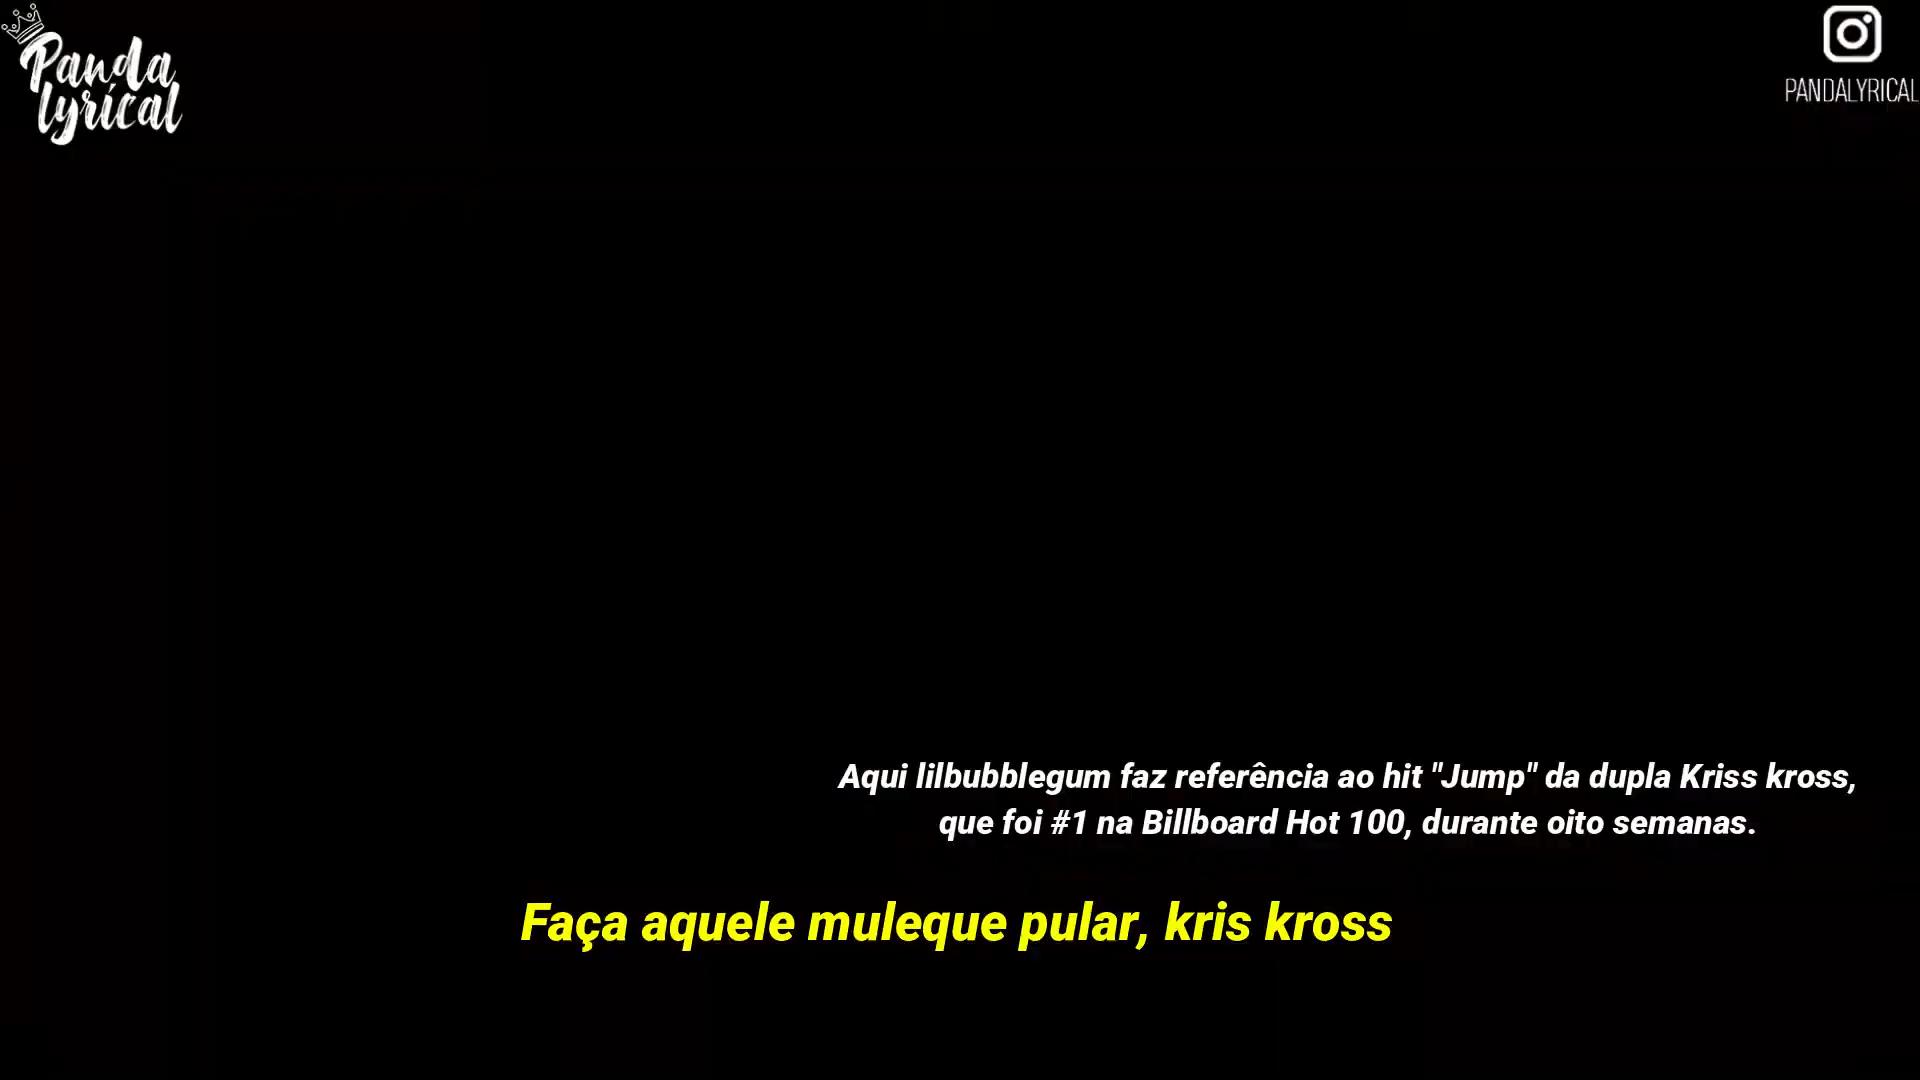 Panda
lyrical
PANDALYRICAL
Aqui lilbubblegum faz referência ao hit "Jump" da dupla Kriss kross,
que foi #1 na Billboard Hot 100, durante oito semanas.
Faça aquele muleque pular, kris kross